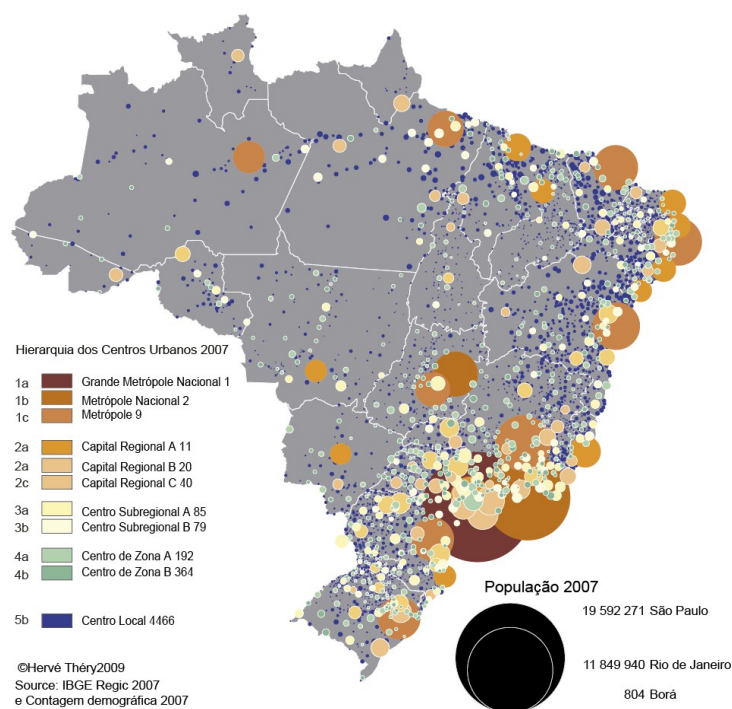 Hierarquia dos Centros Urbanos 2007
1a Grande Metrópole Nacional 1
1b Metrópole Nacional 2
1c Metrópole 9
2a Capital Regional A 11
2a Capital Regional B 20
2c Capital Regional C 40
3a Centro Subregional A 85
3b Centro Subregional B 79
4a Centro de Zona A 192
4b Centro de Zona B 364
5b Centro Local 4466
População 2007
19 592 271 São Paulo
11 849 940 Rio de Janeiro
804 Borá
©Hervé Théry2009
Source: IBGE Regic 2007
e Contagem demográfica 2007